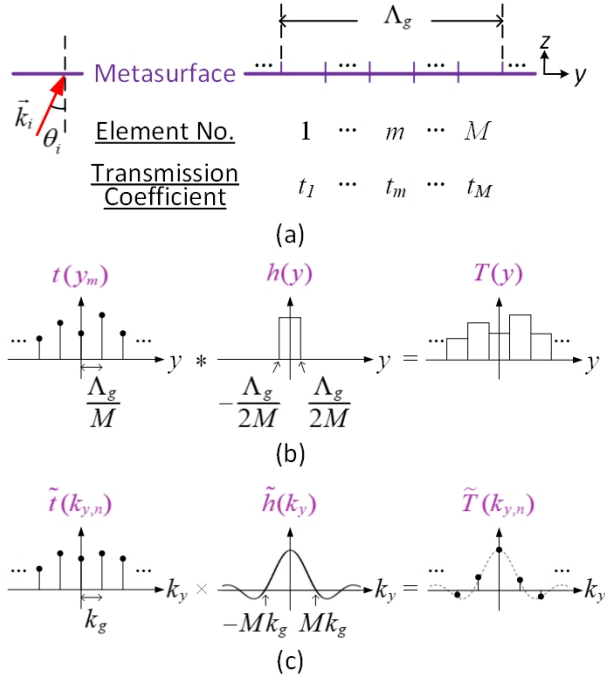 Λg
... ... ... ...
z
Metasurface
y
k⃗i
θi
Element No. 1 ... m ... M
Transmission
Coefficient
t1 ... tm ... tM
(a)
t(ym) h(y) T(y)
... ... y * y = ... ... y
Λg/M -Λg/2M Λg/2M
(b)
t̃(ky,n) h̃(ky) T̃(ky,n)
... ... ky × ky = ... ... ky
kg -Mkg Mkg
(c)